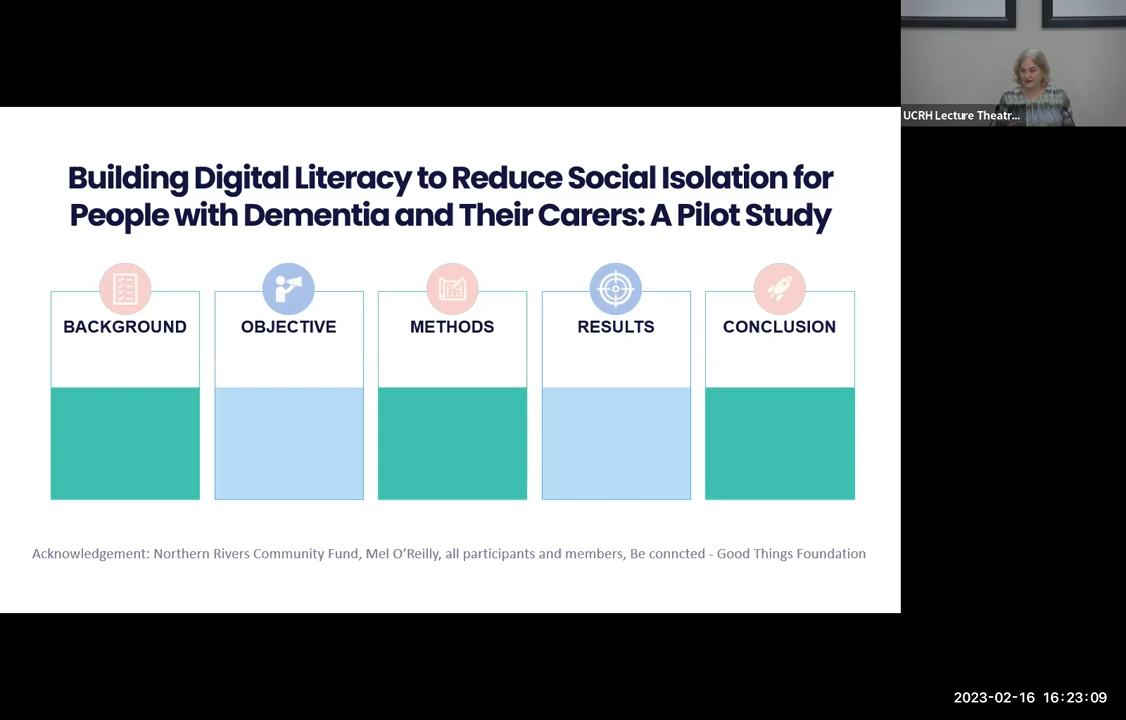 UCRH Lecture Theatr...
Building Digital Literacy to Reduce Social Isolation for
People with Dementia and Their Carers: A Pilot Study
BACKGROUND
OBJECTIVE
METHODS
RESULTS
CONCLUSION
Acknowledgement: Northern Rivers Community Fund, Mel O’Reilly, all participants and members, Be conncted - Good Things Foundation
2023-02-16 16:23:09